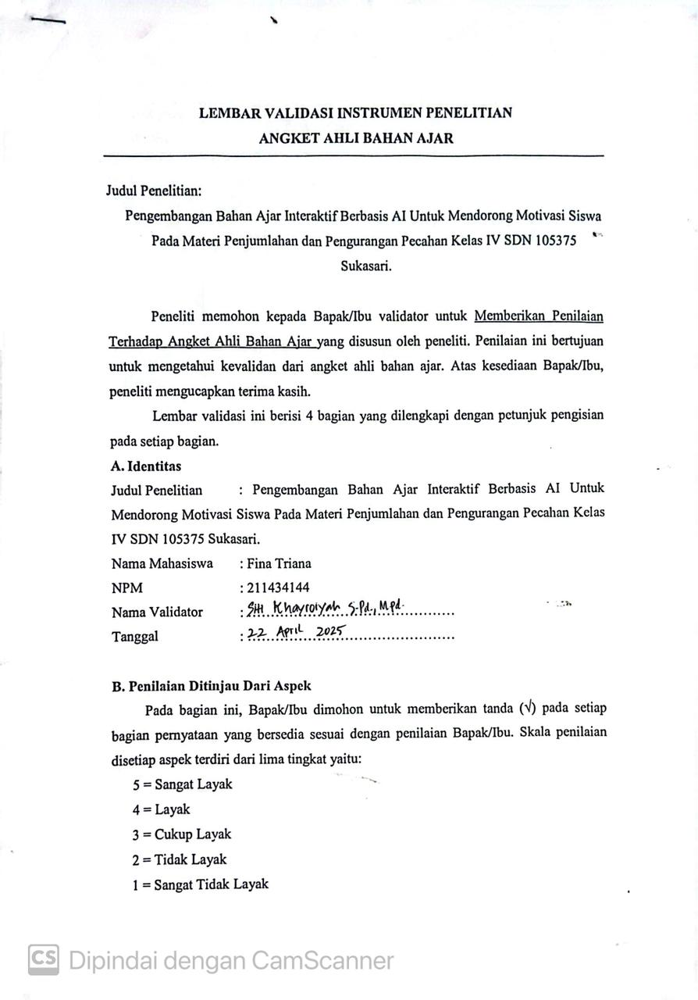 LEMBAR VALIDASI INSTRUMEN PENELITIAN
ANGKET AHLI BAHAN AJAR
Judul Penelitian:
Pengembangan Bahan Ajar Interaktif Berbasis AI Untuk Mendorong Motivasi Siswa
Pada Materi Penjumlahan dan Pengurangan Pecahan Kelas IV SDN 105375
Sukasari.
Peneliti memohon kepada Bapak/Ibu validator untuk Memberikan Penilaian
Terhadap Angket Ahli Bahan Ajar yang disusun oleh peneliti. Penilaian ini bertujuan
untuk mengetahui kevalidan dari angket ahli bahan ajar. Atas kesediaan Bapak/Ibu,
peneliti mengucapkan terima kasih.
Lembar validasi ini berisi 4 bagian yang dilengkapi dengan petunjuk pengisian
pada setiap bagian.
A. Identitas
Judul Penelitian : Pengembangan Bahan Ajar Interaktif Berbasis AI Untuk
Mendorong Motivasi Siswa Pada Materi Penjumlahan dan Pengurangan Pecahan Kelas
IV SDN 105375 Sukasari.
Nama Mahasiswa : Fina Triana
NPM : 211434144
Nama Validator : Siti Khayroiyah S.Pd., M.Pd.
Tanggal : 22 April 2025
B. Penilaian Ditinjau Dari Aspek
Pada bagian ini, Bapak/Ibu dimohon untuk memberikan tanda (√) pada setiap
bagian pernyataan yang bersedia sesuai dengan penilaian Bapak/Ibu. Skala penilaian
disetiap aspek terdiri dari lima tingkat yaitu:
5 = Sangat Layak
4 = Layak
3 = Cukup Layak
2 = Tidak Layak
1 = Sangat Tidak Layak
CS Dipindai dengan CamScanner